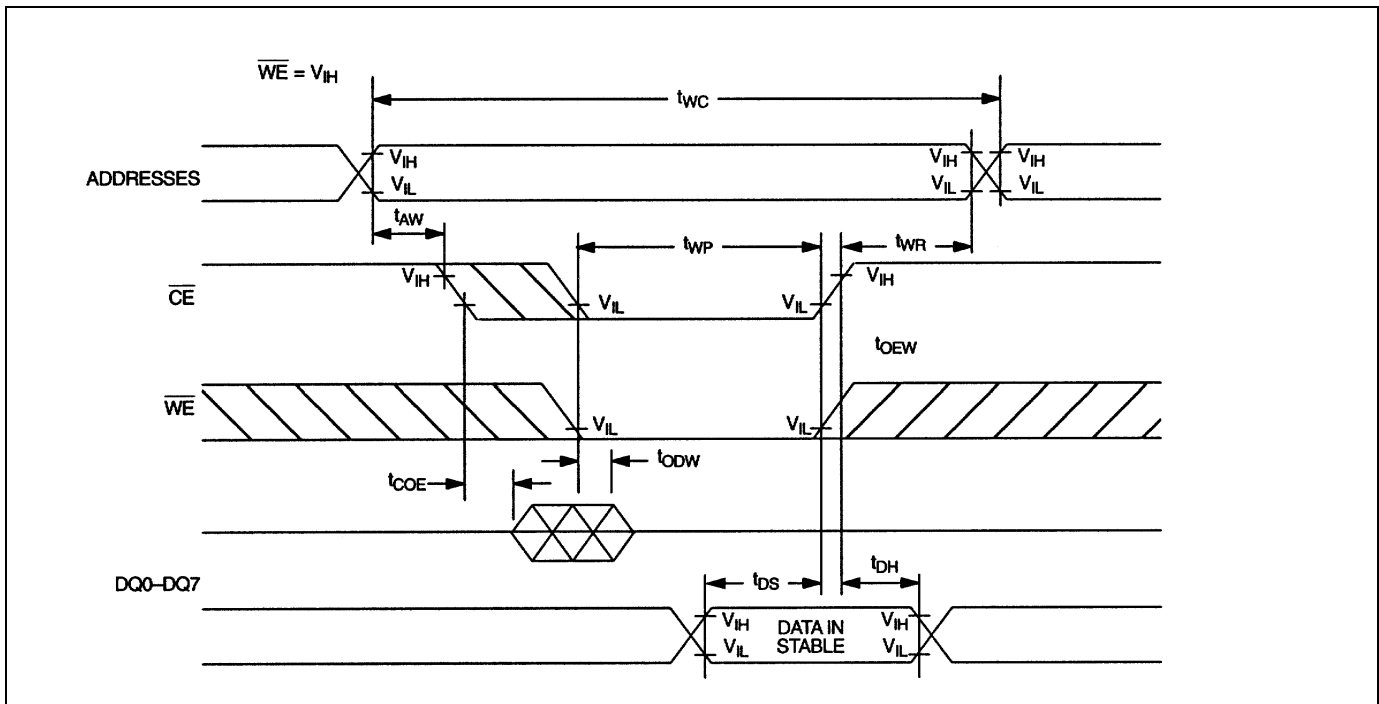 WE = VIH
tWC
ADDRESSES
VIH
VIL
VIH
VIL
VIH
VIL
tAW
tWP
tWR
CE
VIH
VIL
VIL
VIH
tOEW
WE
VIL
VIL
tCOE
tODW
DQ0–DQ7
tDS
tDH
VIH
VIL
DATA IN
STABLE
VIH
VIL